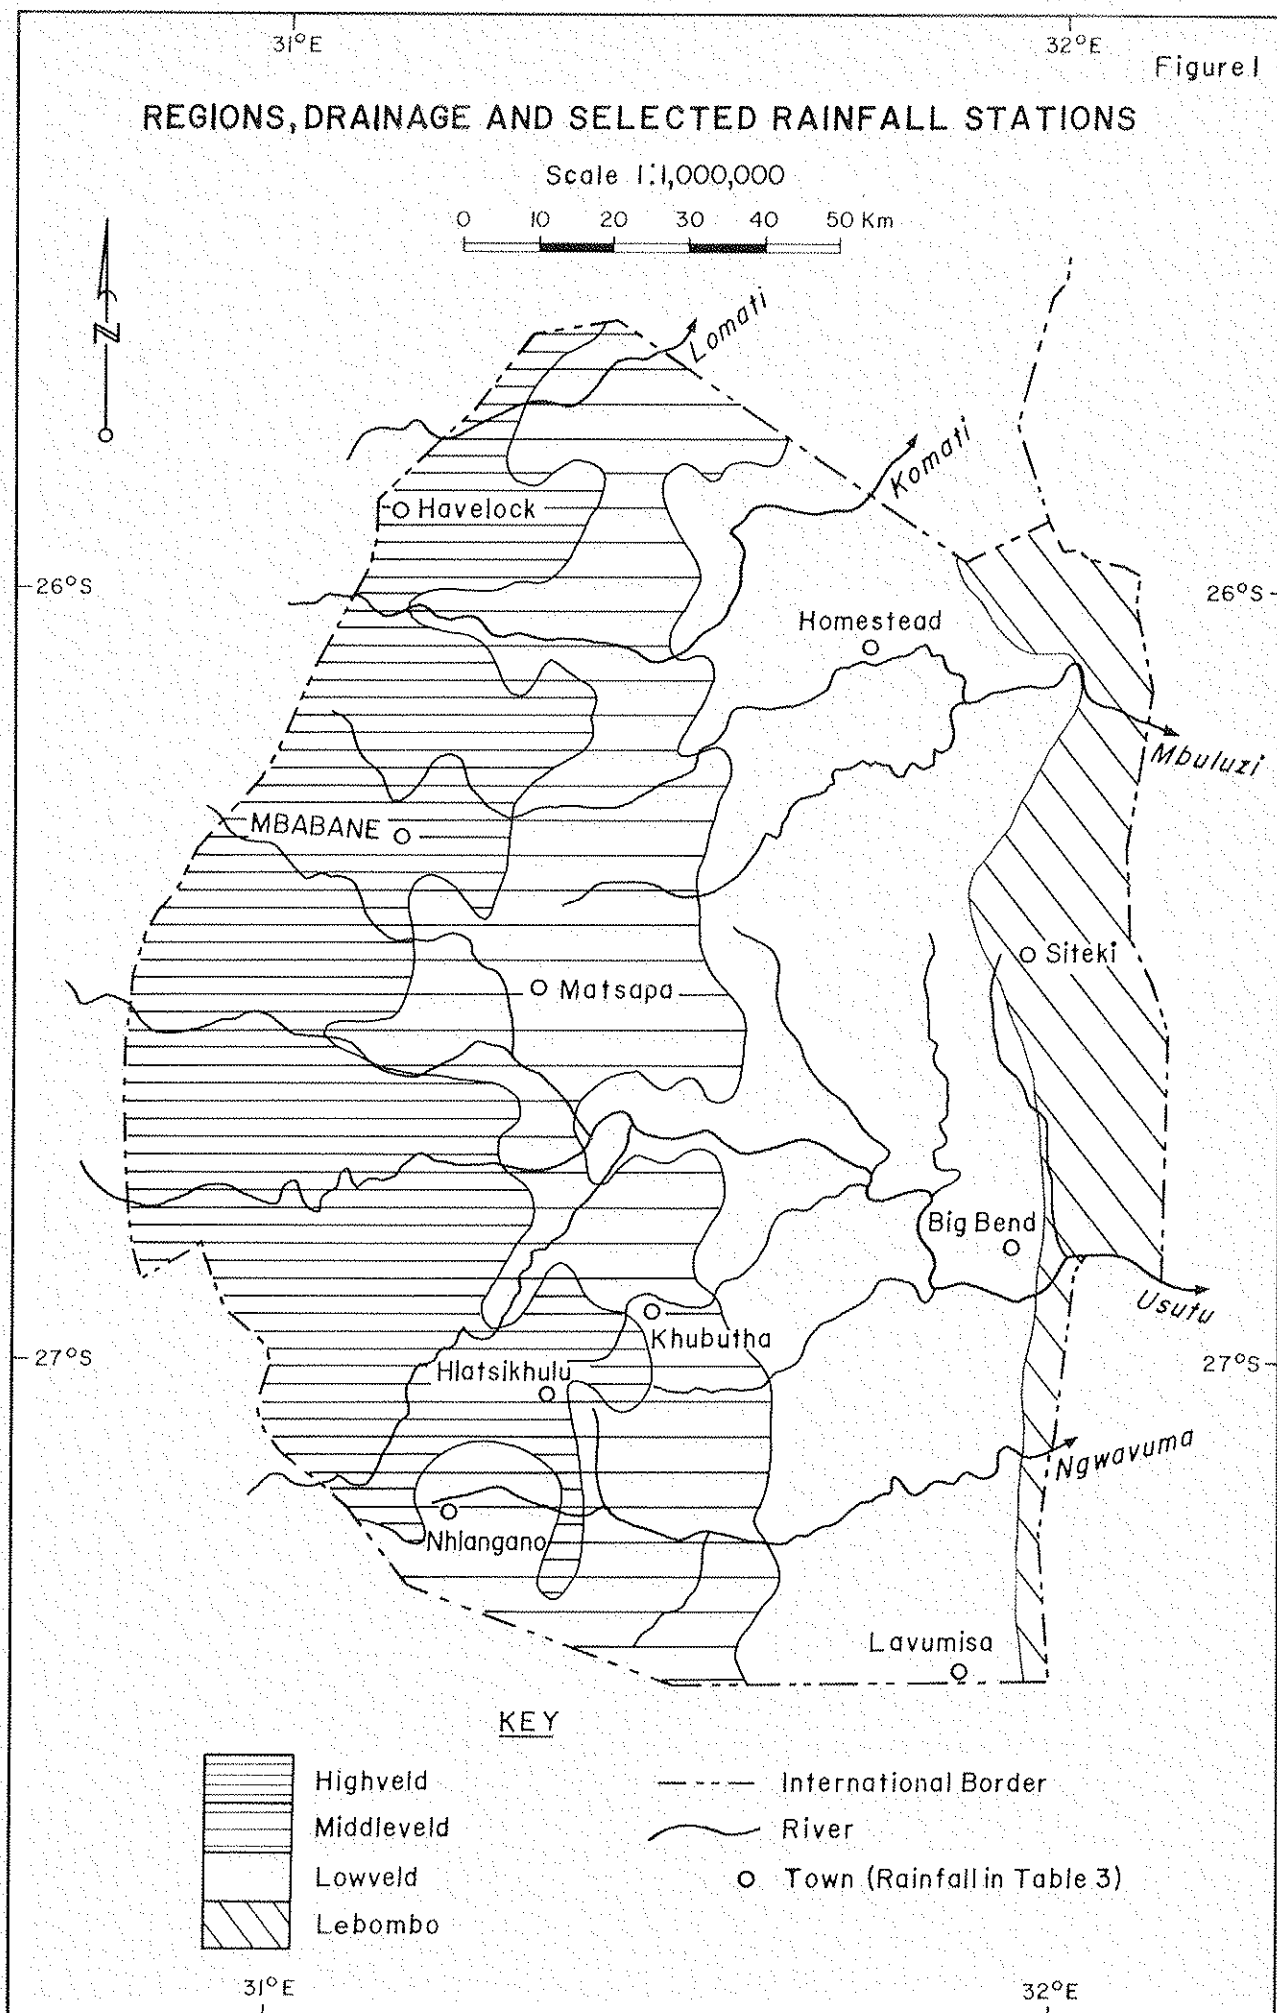 31°E
32°E
Figure 1
REGIONS, DRAINAGE AND SELECTED RAINFALL STATIONS
Scale 1:1,000,000
0 10 20 30 40 50 Km
N
Lomati
Komati
Havelock
26°S
26°S
Homestead
Mbuluzi
MBABANE
Siteki
Matsapa
Big Bend
Usutu
Khubutha
27°S
27°S
Hlatsikhulu
Ngwavuma
Nhlangano
Lavumisa
KEY
Highveld
Middleveld
Lowveld
Lebombo
International Border
River
Town (Rainfall in Table 3)
31°E
32°E